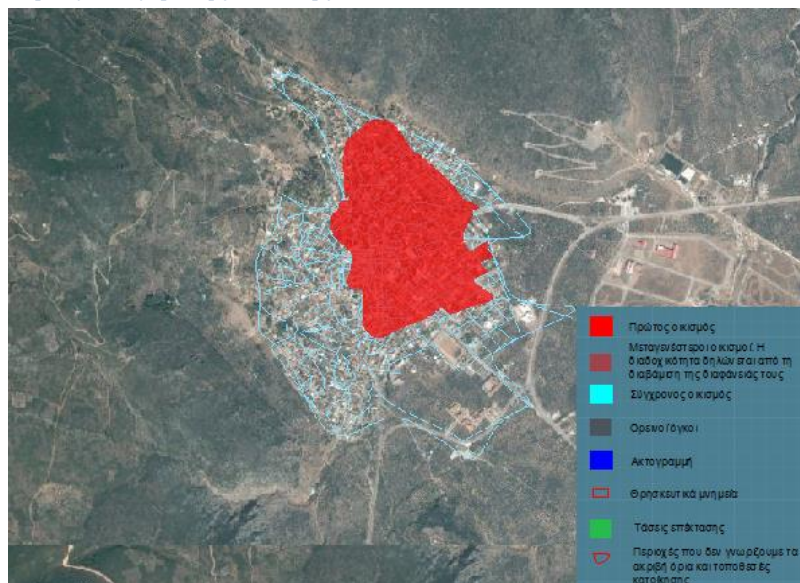 Πρώτος οικισμός
Μεταγενέστεροι οικισμοί. Η
διαδοχικότητα δηλώνεται από τη
διαβάμιση της διαφάνειάς τους
Σύγχρονος οικισμός
Ορεινοί όγκοι
Ακτογραμμή
Θρησκευτικά μνημεία
Τάσεις επέκτασης
Περιοχές που δεν γνωρίζουμε τα
ακριβή όρια και τοποθεσίες
κατοίκησης